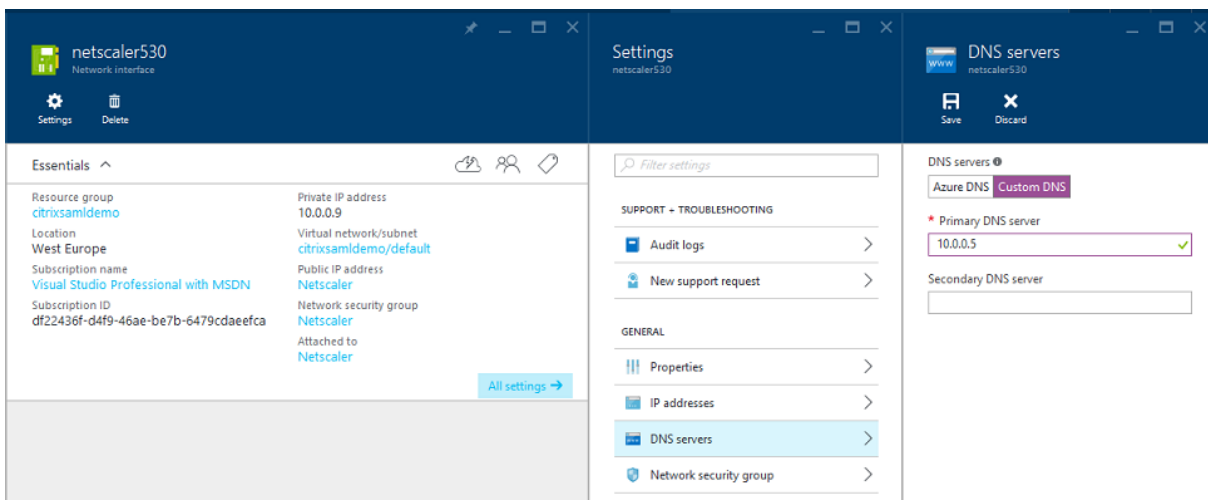 netscaler530
Network interface
Settings
Delete
Essentials
Resource group
citrixsamldemo
Location
West Europe
Subscription name
Visual Studio Professional with MSDN
Subscription ID
df22436f-d4f9-46ae-be7b-6479cdaeefca
Private IP address
10.0.0.9
Virtual network/subnet
citrixsamldemo/default
Public IP address
Netscaler
Network security group
Netscaler
Attached to
Netscaler
All settings →
Settings
netscaler530
Filter settings
SUPPORT + TROUBLESHOOTING
Audit logs
New support request
GENERAL
Properties
IP addresses
DNS servers
Network security group
www
DNS servers
netscaler530
Save
Discard
DNS servers
Azure DNS Custom DNS
* Primary DNS server
10.0.0.5
Secondary DNS server